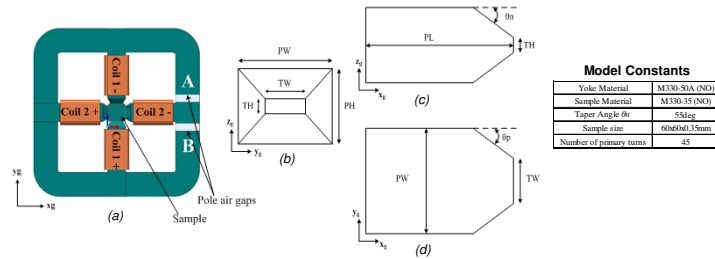 Coil 1 -
A
Coil 2 +
Coil 2 -
B
Coil 1 +
yg
xg
Pole air gaps
Sample
(a)
PW
TW
TH
PH
zg
yg
(b)
PL
θn
TH
zg
xg
(c)
θp
PW
TW
yg
xg
(d)
Model Constants
Yoke Material M330-50A (NO)
Sample Material M330-35 (NO)
Taper Angle θn 55deg
Sample size 60x60x0.35mm
Number of primary turns 45